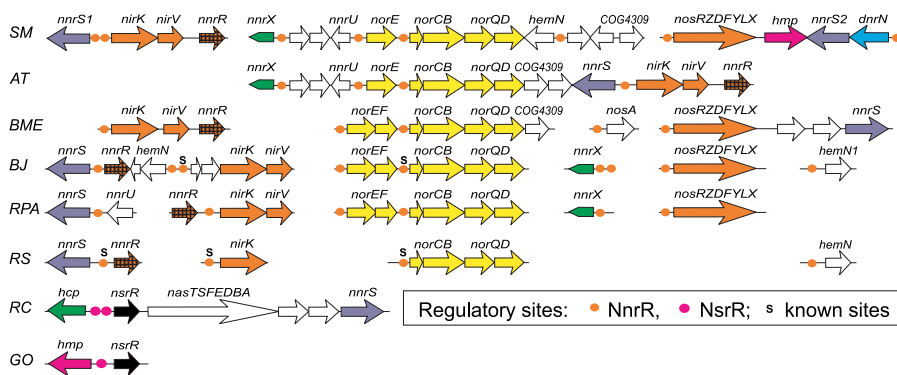 nnrS1 nirK nirV nnrR nnrX nnrU norE norCB norQD hemN COG4309 nosRZDFYLX hmp nnrS2 dnrN
SM
nnrX nnrU norE norCB norQD COG4309 nnrS nirK nirV nnrR
AT
nirK nirV nnrR norEF norCB norQD COG4309 nosA nosRZDFYLX nnrS
BME
nnrS nnrR hemN s nirK nirV norEF s norCB norQD nnrX nosRZDFYLX hemN1
BJ
nnrS nnrU nnrR nirK nirV norEF norCB norQD nnrX nosRZDFYLX
RPA
nnrS s nnrR s nirK s norCB norQD hemN
RS
hcp nsrR nasTSFEDBA nnrS
RC
Regulatory sites: NnrR, NsrR; s known sites
hmp nsrR
GO